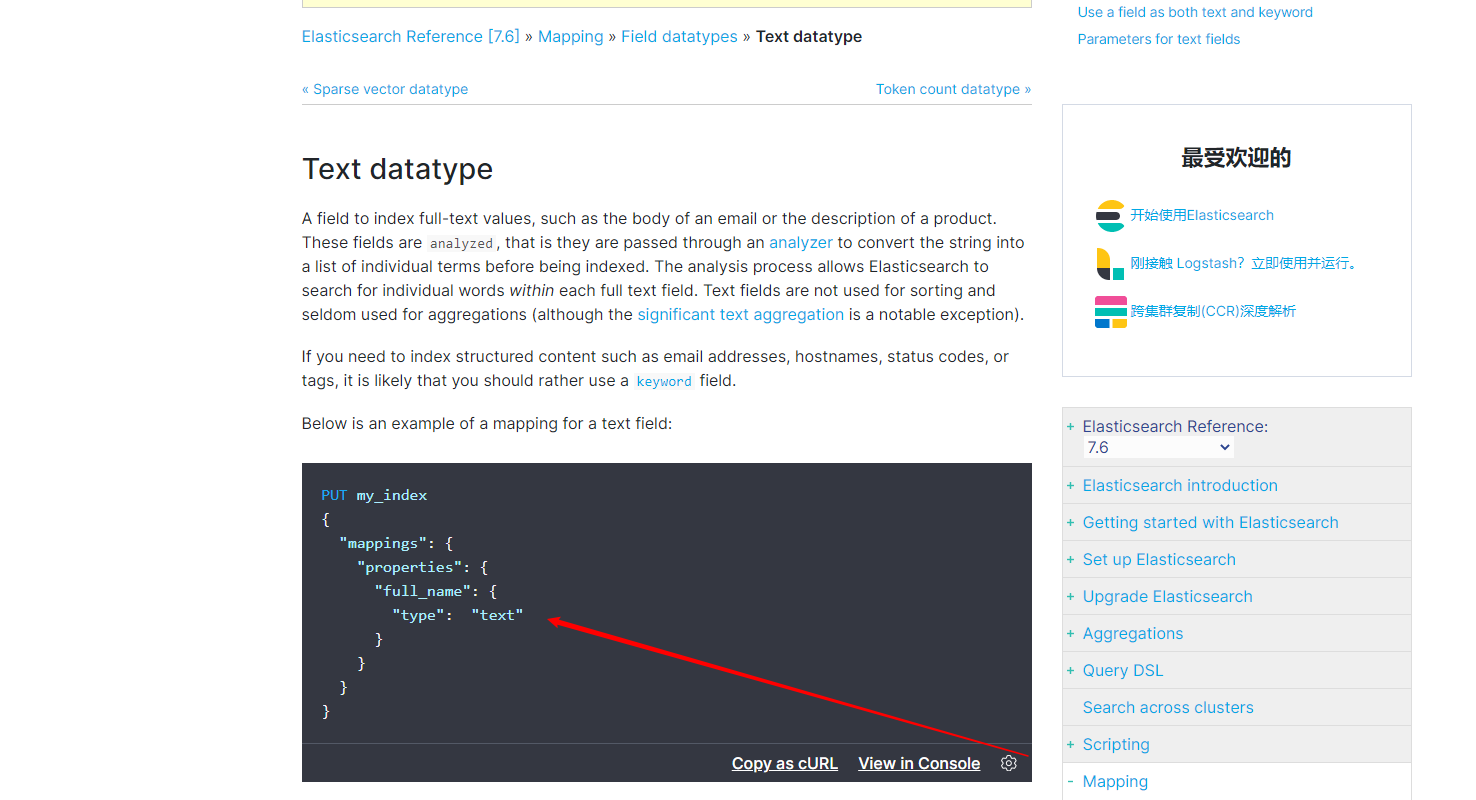 Use a field as both text and keyword
Elasticsearch Reference [7.6] » Mapping » Field datatypes » Text datatype
Parameters for text fields
« Sparse vector datatype
Token count datatype »
Text datatype
A field to index full-text values, such as the body of an email or the description of a product.
These fields are analyzed, that is they are passed through an analyzer to convert the string into
a list of individual terms before being indexed. The analysis process allows Elasticsearch to
search for individual words within each full text field. Text fields are not used for sorting and
seldom used for aggregations (although the significant text aggregation is a notable exception).
If you need to index structured content such as email addresses, hostnames, status codes, or
tags, it is likely that you should rather use a keyword field.
Below is an example of a mapping for a text field:
PUT my_index
{
  "mappings": {
    "properties": {
      "full_name": {
        "type":  "text"
      }
    }
  }
}
Copy as cURL
View in Console
最受欢迎的
开始使用Elasticsearch
刚接触 Logstash？立即使用并运行。
跨集群复制(CCR)深度解析
+ Elasticsearch Reference:
7.6
+ Elasticsearch introduction
+ Getting started with Elasticsearch
+ Set up Elasticsearch
+ Upgrade Elasticsearch
+ Aggregations
+ Query DSL
Search across clusters
+ Scripting
- Mapping